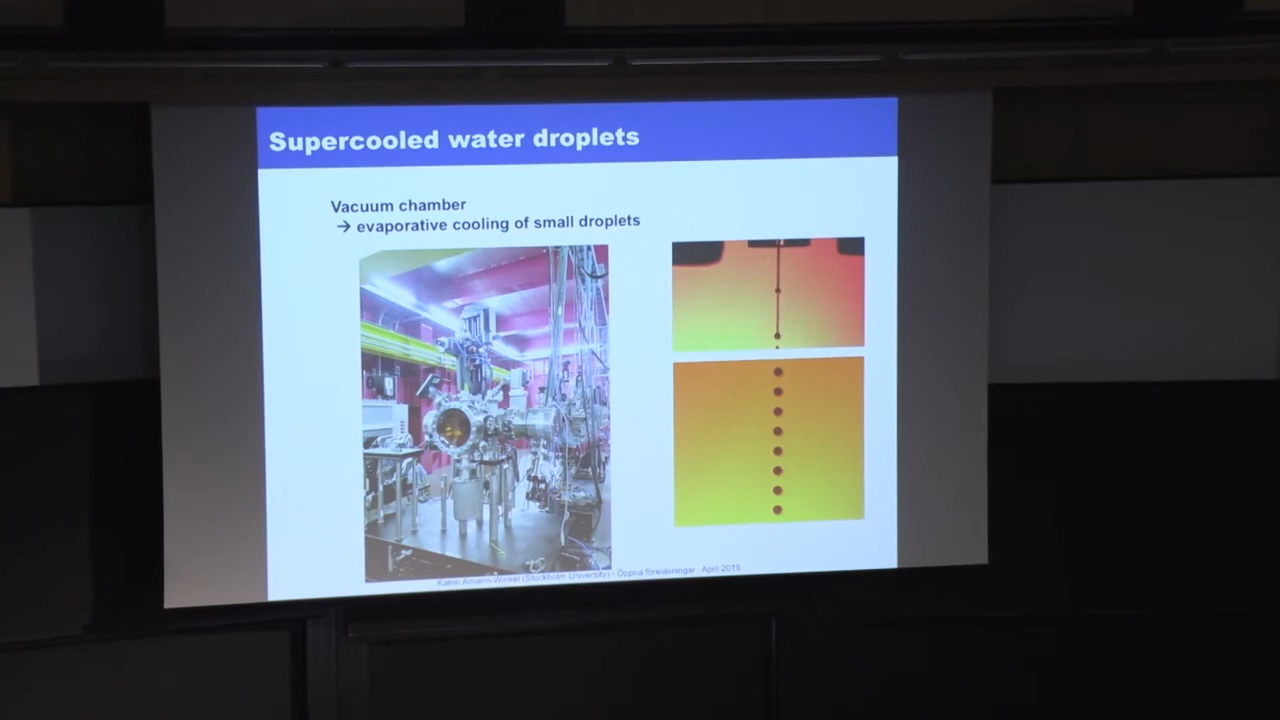 Supercooled water droplets
Vacuum chamber
→ evaporative cooling of small droplets
Katrin Amann-Winkel (Stockholm University) - Öppna föreläsningar, April 2019